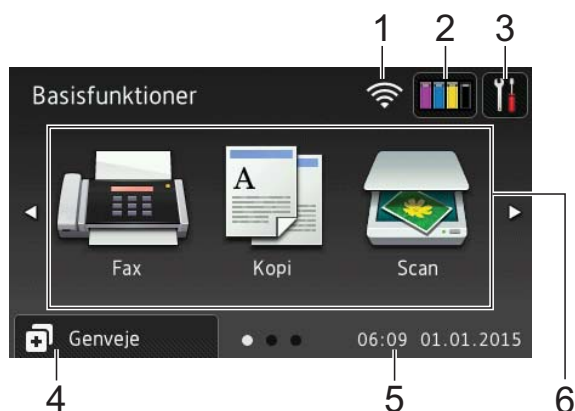 1 2 3
Basisfunktioner
A
Fax Kopi Scan
Genveje 06:09 01.01.2015
4 5 6